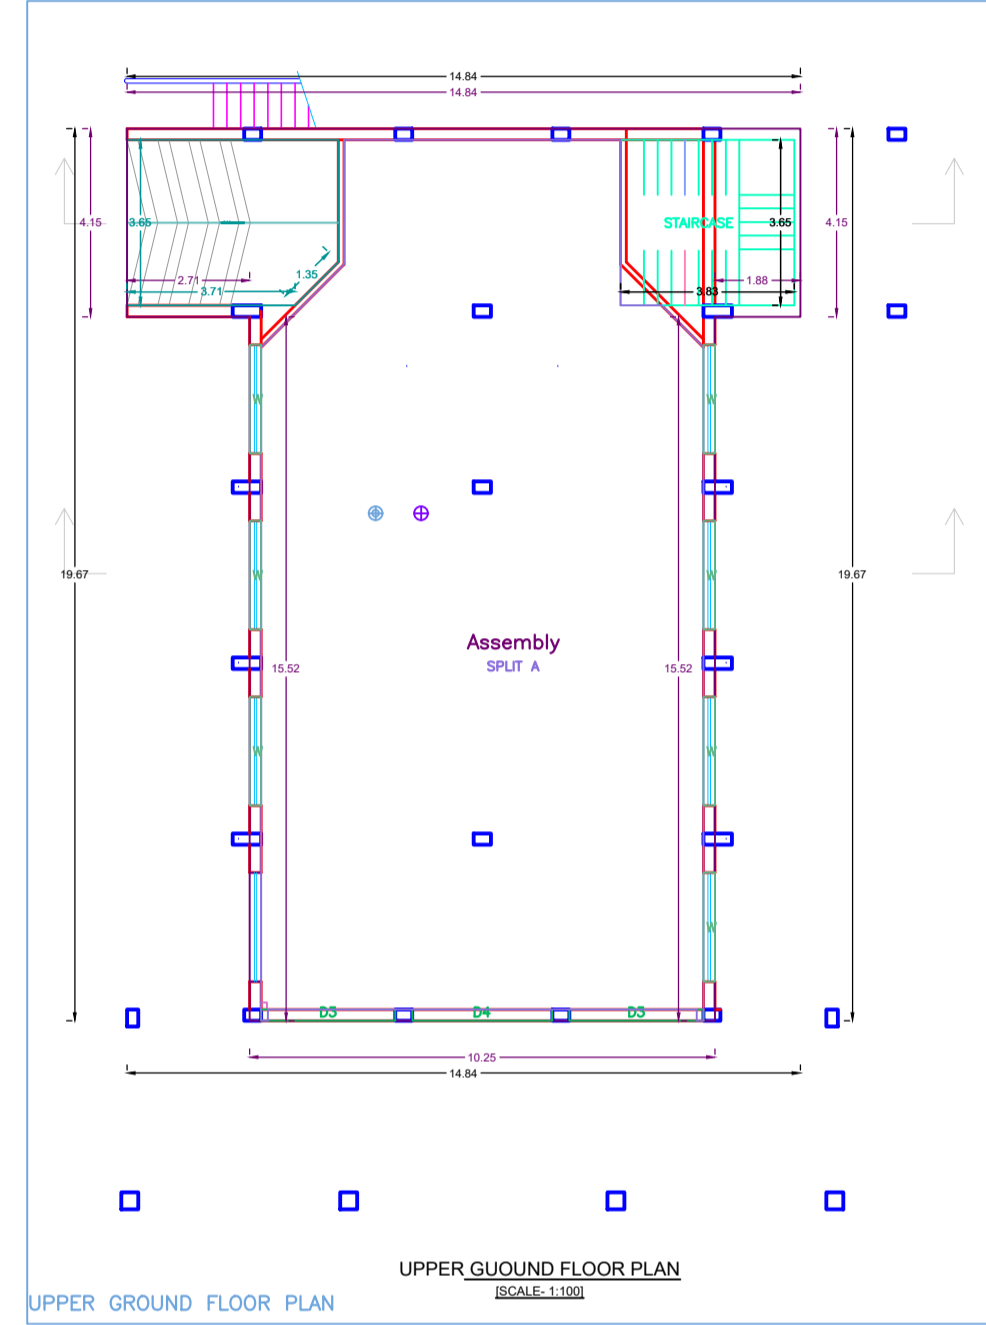 14.84
14.84
4.15
3.65
STAIRCASE
3.65
4.15
1.35
2.71
3.71
1.88
3.83
W
W
19.67
W
W
19.67
Assembly
SPLIT A
15.52
15.52
W
W
W
D3
D4
D3
10.25
14.84
UPPER GUOUND FLOOR PLAN
[SCALE- 1:100]
UPPER GROUND FLOOR PLAN